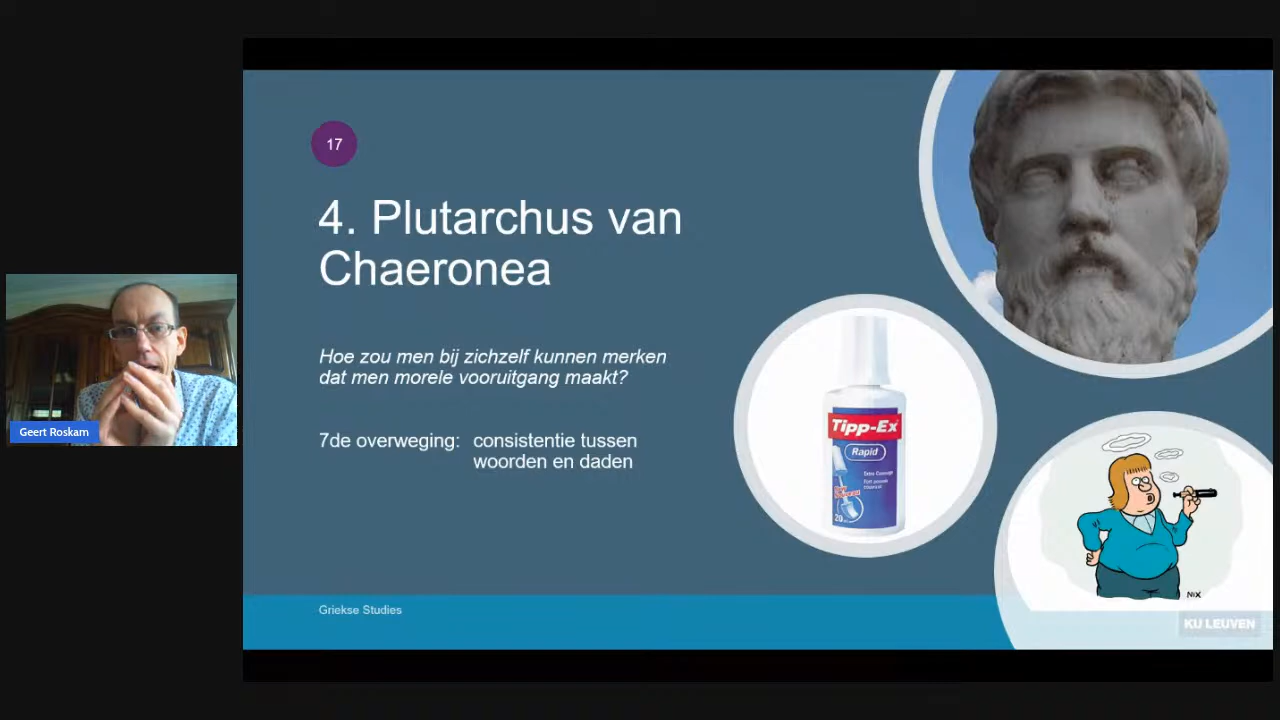 17
4. Plutarchus van
Chaeronea
Hoe zou men bij zichzelf kunnen merken
dat men morele vooruitgang maakt?
7de overweging: consistentie tussen
woorden en daden
Tipp-Ex
Rapid
20
NIX
Geert Roskam
Griekse Studies
KU LEUVEN